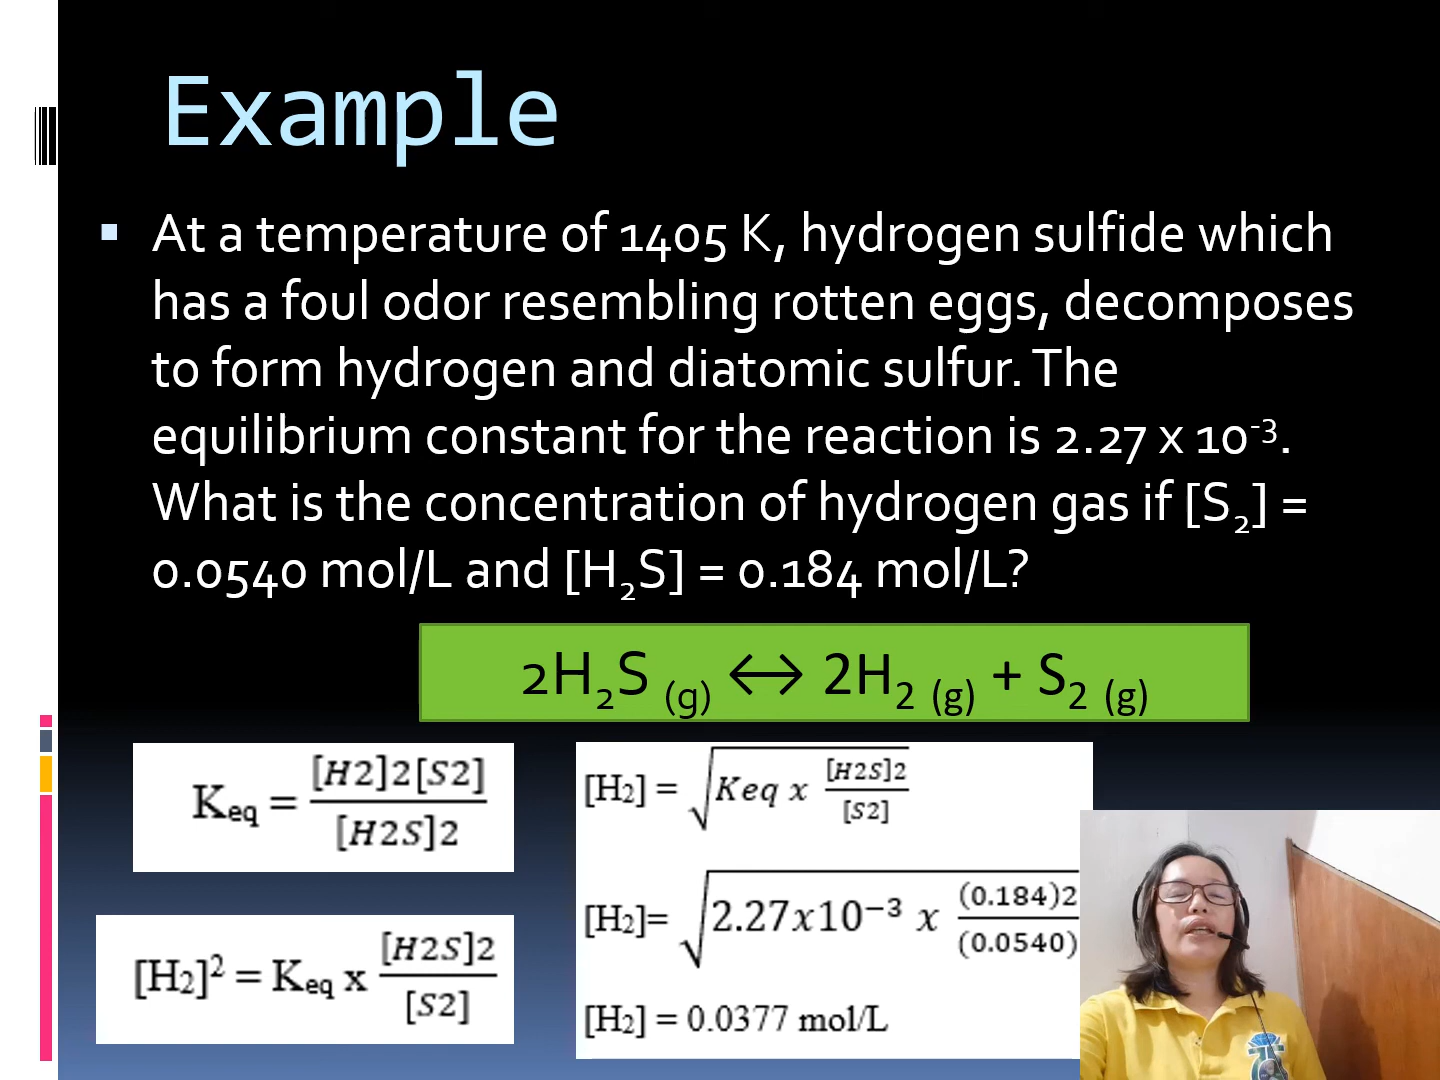 Example
At a temperature of 1405 K, hydrogen sulfide which
has a foul odor resembling rotten eggs, decomposes
to form hydrogen and diatomic sulfur. The
equilibrium constant for the reaction is 2.27 x 10⁻³.
What is the concentration of hydrogen gas if [S₂] =
0.0540 mol/L and [H₂S] = 0.184 mol/L?
2H₂S (g) ↔ 2H₂ (g) + S₂ (g)
Keq = [H2]2[S2] / [H2S]2
[H₂]² = Keq x [H2S]2 / [S2]
[H₂] = √(Keq x [H2S]2 / [S2])
[H₂]= √(2.27x10⁻³ x (0.184)2 / (0.0540))
[H₂] = 0.0377 mol/L